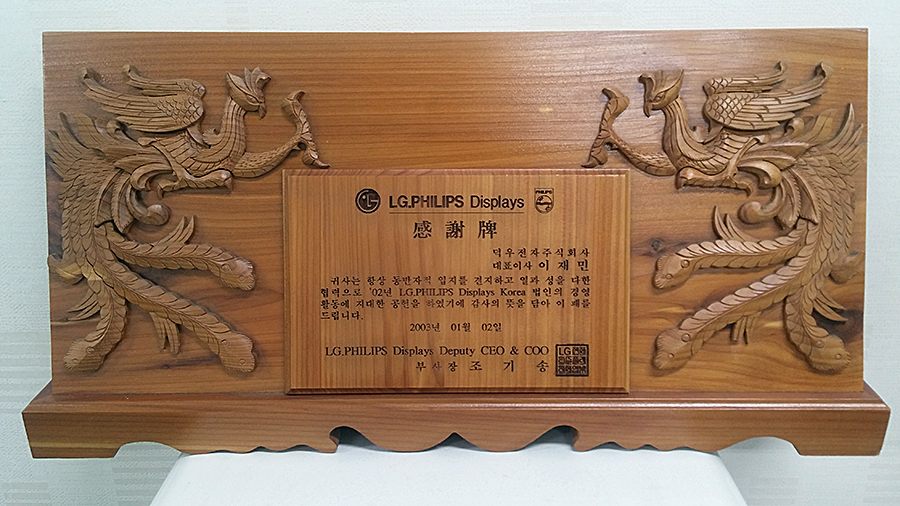 LG.PHILIPS Displays PHILIPS
感謝牌
덕우전자주식회사
대표이사 이재민
귀사는 항상 동반자적 입지를 견지하고 열과 성을 다한
협력으로 '02년 LG.PHILIPS Displays Korea 법인의 경영
활동에 지대한 공헌을 하였기에 감사의 뜻을 담아 이 패를
드립니다.
2003년 01월 02일
LG.PHILIPS Displays Deputy CEO & COO
부사장 조기송